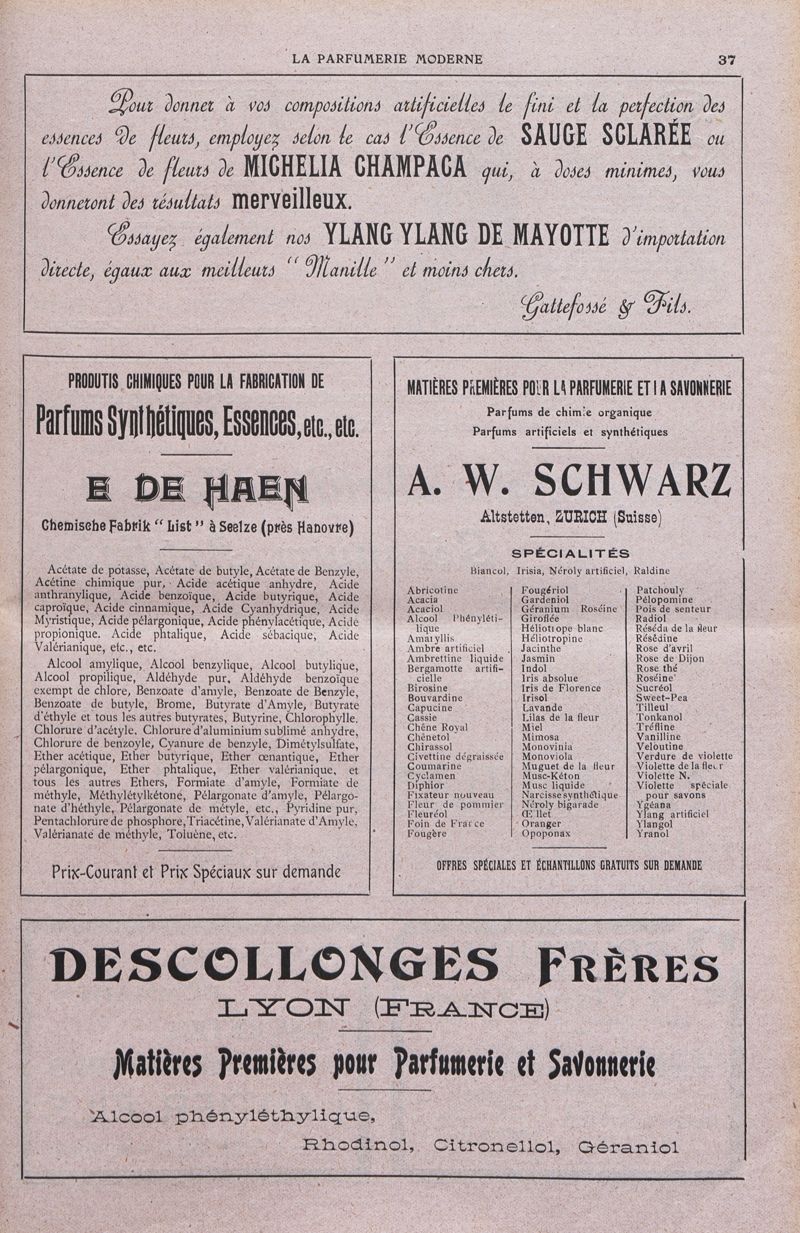 LA PARFUMERIE MODERNE 37
Pour donner à vos compositions artificielles le fini et la perfection des
essences de fleurs, employez selon le cas l'Essence de SAUGE SCLARÉE ou
l'Essence de fleurs de MICHELIA CHAMPACA qui, à doses minimes, vous
donneront des résultats merveilleux.
Essayez également nos YLANG YLANG DE MAYOTTE d'importation
directe, égaux aux meilleurs "Manille" et moins chers.
Gattefossé & Fils.
PRODUTIS CHIMIQUES POUR LA FABRICATION DE
Parfums Synthétiques, Essences, etc., etc.
E DE HAEN
Chemische Fabrik "List" à Seelze (près Hanovre)
Acétate de potasse, Acétate de butyle, Acétate de Benzyle,
Acétine chimique pur, Acide acétique anhydre, Acide
anthranylique, Acide benzoïque, Acide butyrique, Acide
caproïque, Acide cinnamique, Acide Cyanhydrique, Acide
Myristique, Acide pélargonique, Acide phénylacétique, Acide
propionique. Acide phtalique, Acide sébacique, Acide
Valérianique, etc., etc.
Alcool amylique, Alcool benzylique, Alcool butylique,
Alcool propilique, Aldéhyde pur, Aldéhyde benzoïque
exempt de chlore, Benzoate d'amyle, Benzoate de Benzyle,
Benzoate de butyle, Brome, Butyrate d'Amyle, Butyrate
d'éthyle et tous les autres butyrates, Butyrine, Chlorophylle.
Chlorure d'acétyle, Chlorure d'aluminium sublimé anhydre,
Chlorure de benzoyle, Cyanure de benzyle, Dimétylsulfate,
Ether acétique, Ether butyrique, Ether œnantique, Ether
pélargonique, Ether phtalique, Ether valérianique, et
tous les autres Ethers, Formiate d'amyle, Formiate de
méthyle, Méthylétylkétoné, Pélargonate d'amyle, Pélargo-
nate d'héthyle, Pélargonate de métyle, etc., Pyridine pur,
Pentachlorure de phosphore, Triacétine, Valérianate d'Amyle,
Valérianate de méthyle, Toluène, etc.
Prix-Courant et Prix Spéciaux sur demande
MATIÈRES PREMIÈRES POUR LA PARFUMERIE ET LA SAVONNERIE
Parfums de chimie organique
Parfums artificiels et synthétiques
A. W. SCHWARZ
Altstetten, ZURICH (Suisse)
SPÉCIALITÉS
Biancol, Irisia, Néroly artificiel, Raldine
Abricotine
Acacia
Acaciol
Alcool Phényléti-
lique
Amaryllis
Ambre artificiel
Ambrettine liquide
Bergamotte artifi-
cielle
Birosine
Bouvardine
Capucine
Cassie
Chêne Royal
Chênetol
Chirassol
Civettine dégraissée
Coumarine
Cyclamen
Diphior
Fixateur nouveau
Fleur de pommier
Fleuréol
Foin de France
Fougère
Fougériol
Gardeniol
Géranium Roséine
Giroflée
Héliotrope blanc
Héliotropine
Jacinthe
Jasmin
Indol
Iris absolue
Iris de Florence
Irisol
Lavande
Lilas de la fleur
Miel
Mimosa
Monovinia
Monoviola
Muguet de la fleur
Musc-Kéton
Musc liquide
Narcisse synthétique
Néroly bigarade
Œillet
Oranger
Opoponax
Patchouly
Pélopomine
Pois de senteur
Radiol
Réséda de la fleur
Résédine
Rose d'avril
Rose de Dijon
Rose thé
Roséine
Sucréol
Sweet-Pea
Tilleul
Tonkanol
Tréfline
Vanilline
Veloutine
Verdure de violette
Violette de la fleur
Violette N.
Violette spéciale
pour savons
Ygéana
Ylang artificiel
Ylangol
Yranol
OFFRES SPÉCIALES ET ÉCHANTILLONS GRATUITS SUR DEMANDE
DESCOLLONGES FRÈRES
LYON (FRANCE)
Matières Premières pour Parfumerie et Savonnerie
Alcool phényléthylique,
Rhodinol, Citronellol, Géraniol